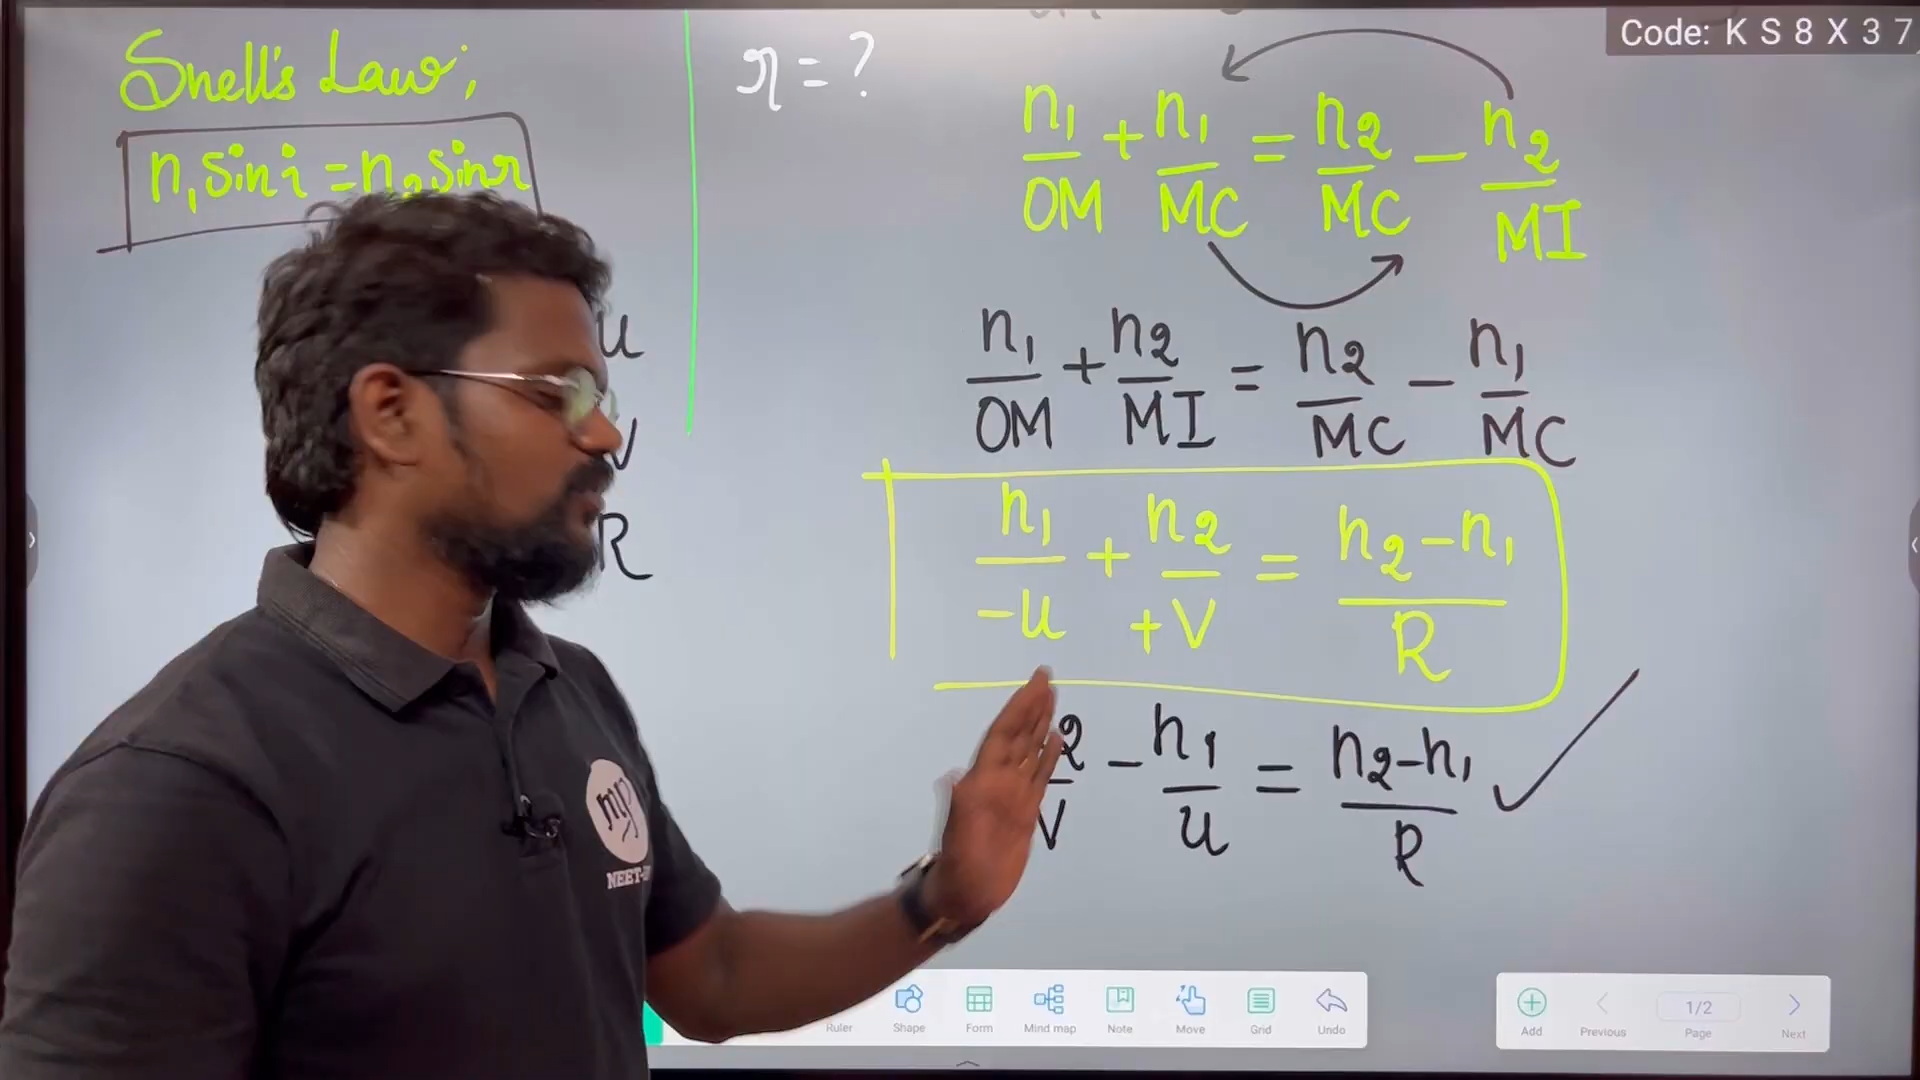 Code: K S 8 X 3 7
Snell's Law;
n₁ sin i = n₂ sin r
r = ?
n₁/OM + n₁/MC = n₂/MC − n₂/MI
n₁/OM + n₂/MI = n₂/MC − n₁/MC
n₁/−u + n₂/+v = n₂−n₁/R
2/v − n₁/u = n₂−n₁/R
u
R
NEET-
Ruler Shape Form Mind map Note Move Grid Undo
Add Previous 1/2 Page Next